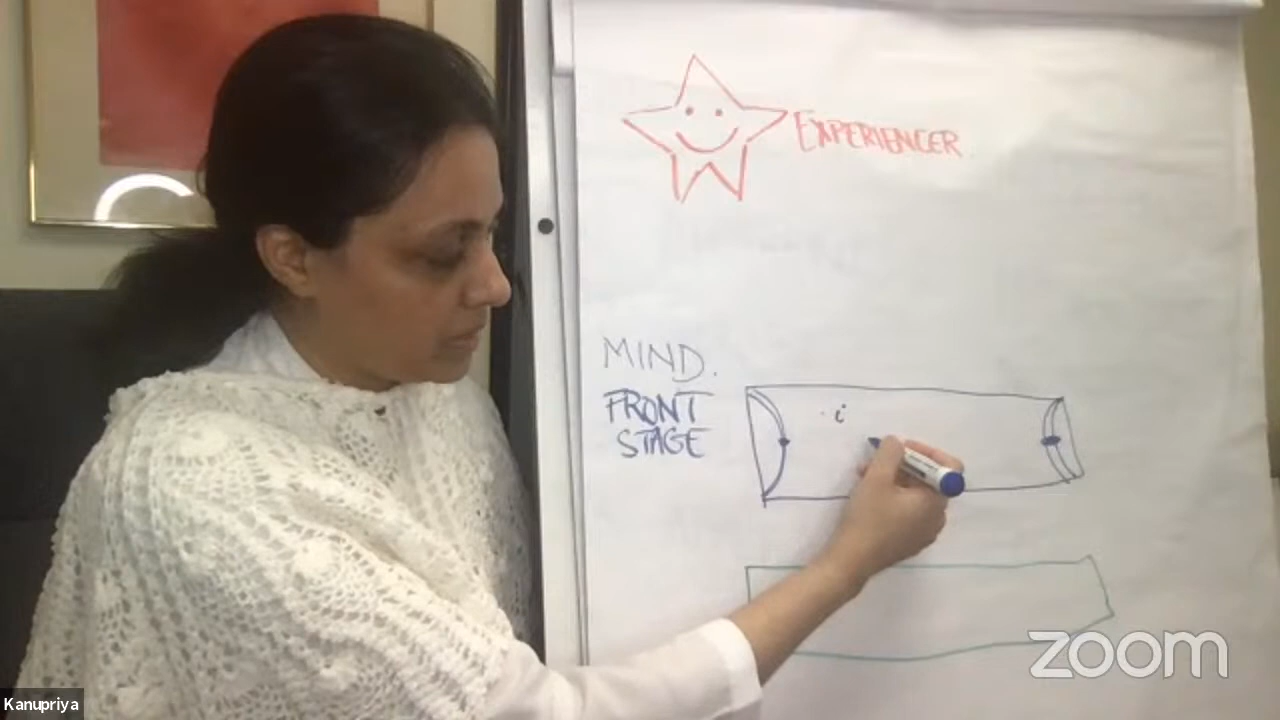 EXPERIENCER
MIND.
FRONT
STAGE
i
zoom
Kanupriya